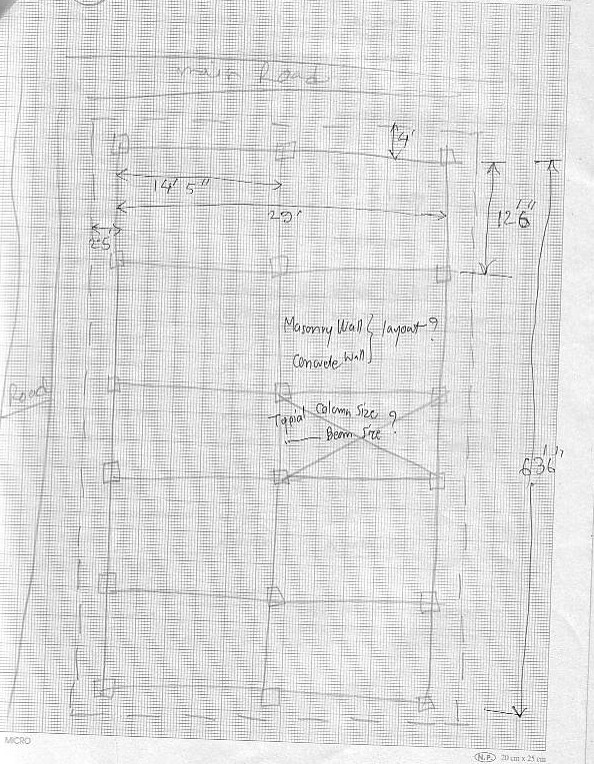 main Road
4'
14' 5"
29'
12'6"
2.5'
Masonry Wall } layout ?
Concrete Wall
Road
Typial Column Size ?
Beam Size
63'6"
MICRO
N.P. 20 cm x 25 cm